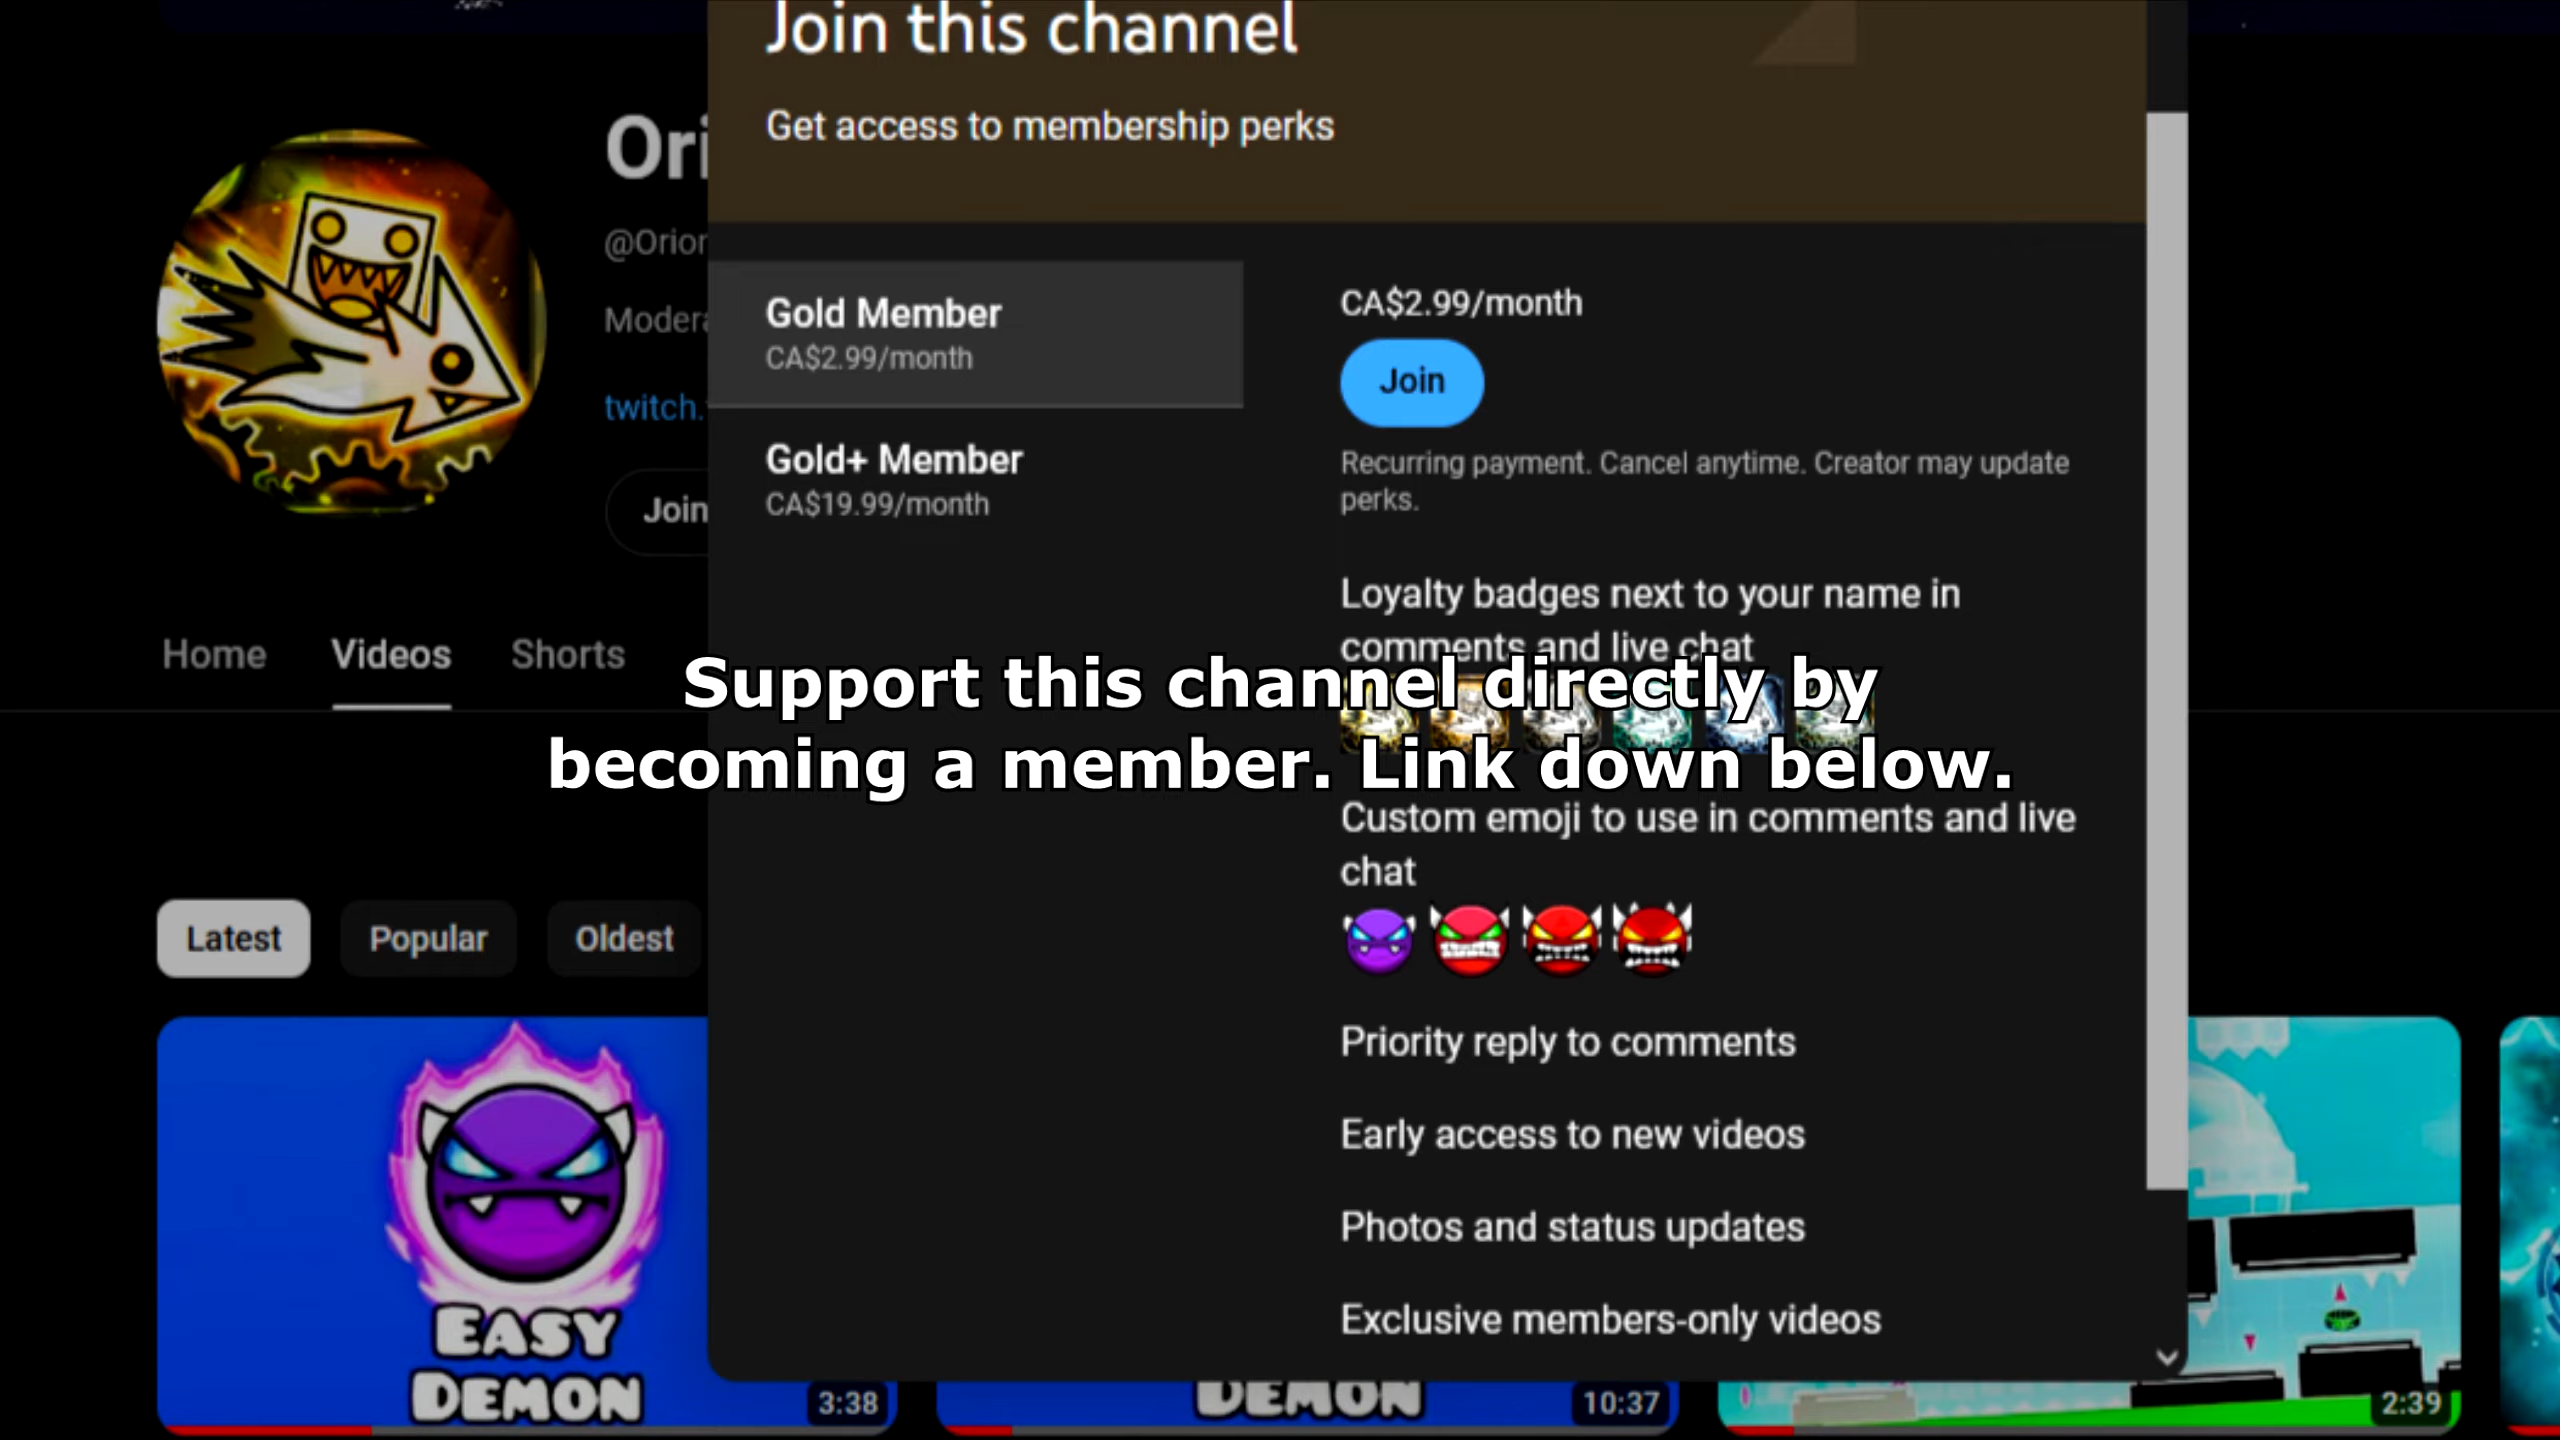 Join this channel
Get access to membership perks
Ori
@Orior
Modera
twitch.
Join
Home
Videos
Shorts
Gold Member
CA$2.99/month
Gold+ Member
CA$19.99/month
CA$2.99/month
Join
Recurring payment. Cancel anytime. Creator may update
perks.
Loyalty badges next to your name in
comments and live chat
Support this channel directly by
becoming a member. Link down below.
Custom emoji to use in comments and live
chat
Priority reply to comments
Early access to new videos
Photos and status updates
Exclusive members-only videos
Latest
Popular
Oldest
EASY
DEMON
3:38
DEMON
10:37
2:39